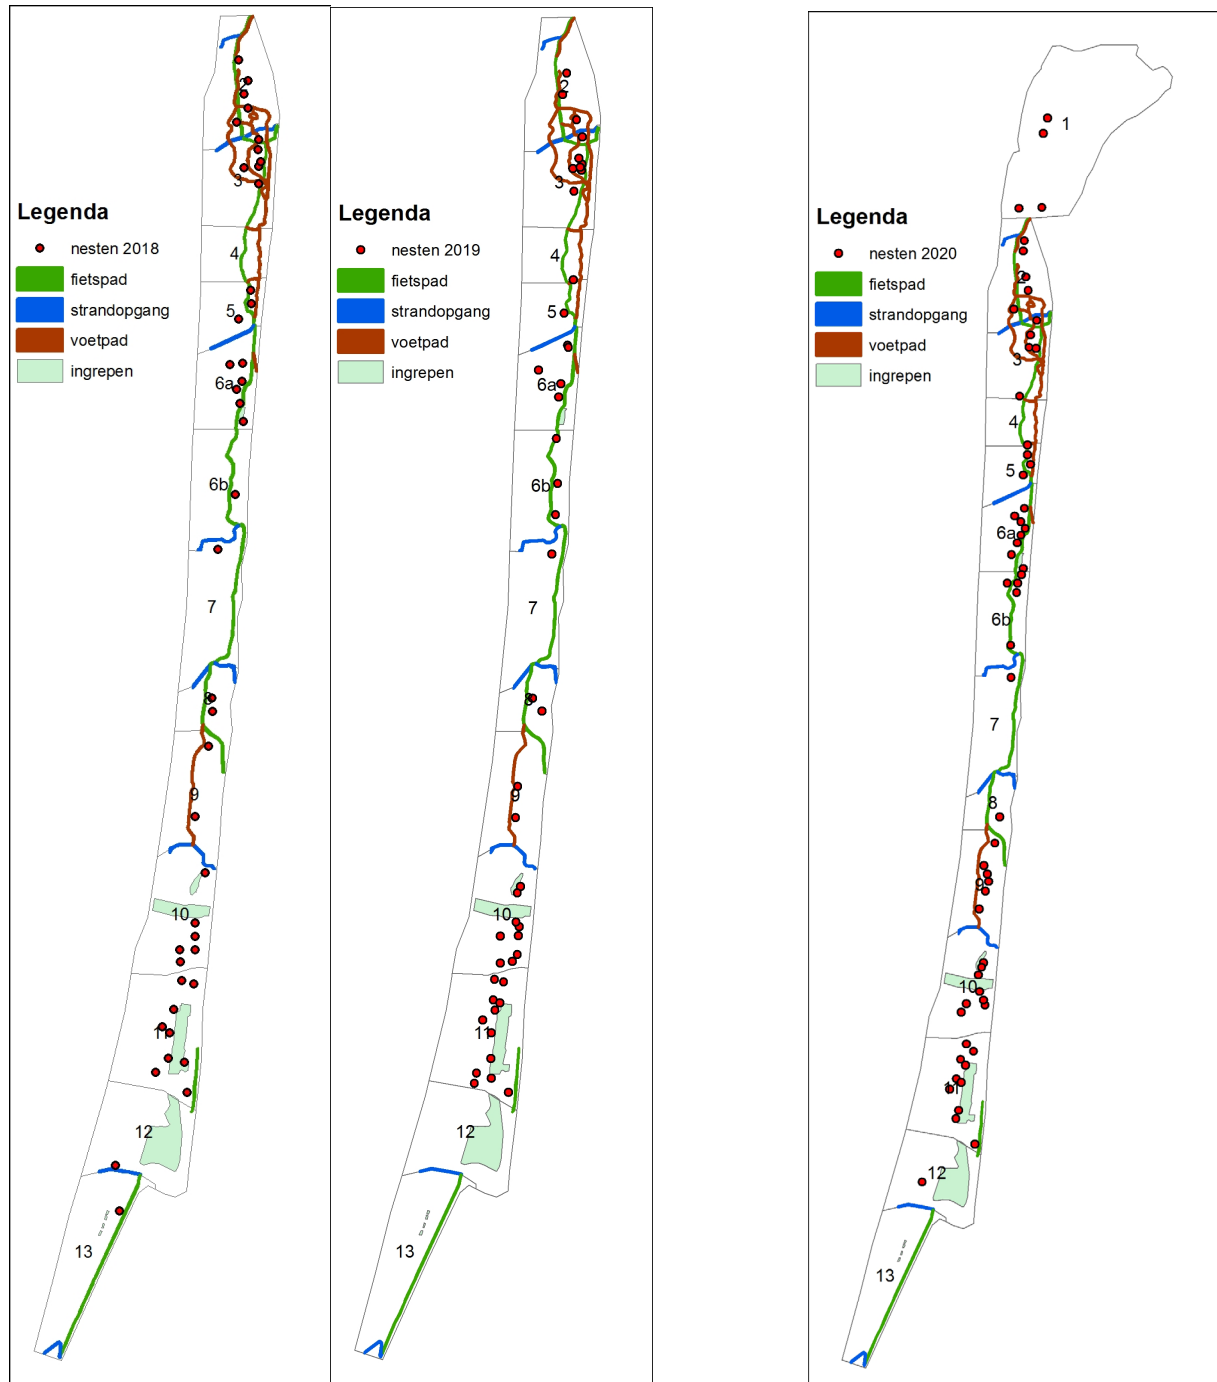 2
3
Legenda
nesten 2018
fietspad
strandopgang
voetpad
ingrepen
4
5
6a
6b
7
8
9
10
11
12
13
2
3
Legenda
nesten 2019
fietspad
strandopgang
voetpad
ingrepen
4
5
6a
6b
7
8
9
10
11
12
13
1
Legenda
nesten 2020
fietspad
strandopgang
voetpad
ingrepen
2
3
4
5
6a
6b
7
8
9
10
11
12
13